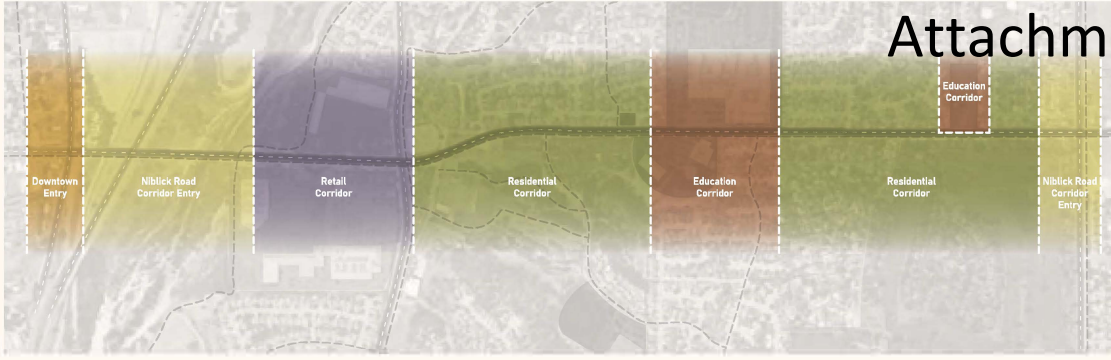 Attachm
Education
Corridor
Downtown
Entry
Niblick Road
Corridor Entry
Retail
Corridor
Residential
Corridor
Education
Corridor
Residential
Corridor
Niblick Road
Corridor
Entry